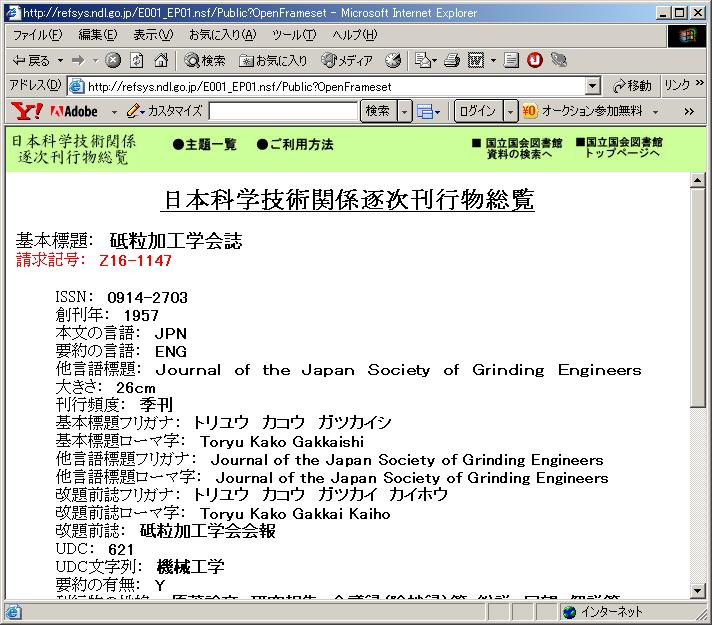 http://refsys.ndl.go.jp/E001_EP01.nsf/Public?OpenFrameset - Microsoft Internet Explorer
ファイル(F) 編集(E) 表示(V) お気に入り(A) ツール(T) ヘルプ(H)
戻る 検索 お気に入り メディア
アドレス(D) http://refsys.ndl.go.jp/E001_EP01.nsf/Public?OpenFrameset 移動 リンク »
Y! Adobe カスタマイズ 検索 ログイン ¥0 オークション参加無料 »
日本科学技術関係 ●主題一覧 ●ご利用方法 ■ 国立国会図書館 ■国立国会図書館
逐次刊行物総覧 資料の検索へ トップページへ
日本科学技術関係逐次刊行物総覧
基本標題: 砥粒加工学会誌
請求記号: Z16-1147
ISSN: 0914-2703
創刊年: 1957
本文の言語: JPN
要約の言語: ENG
他言語標題: Journal of the Japan Society of Grinding Engineers
大きさ: 26cm
刊行頻度: 季刊
基本標題フリガナ: トリユウ カコウ ガツカイシ
基本標題ローマ字: Toryu Kako Gakkaishi
他言語標題フリガナ: Journal of the Japan Society of Grinding Engineers
他言語標題ローマ字: Journal of the Japan Society of Grinding Engineers
改題前誌フリガナ: トリユウ カコウ ガツカイ カイホウ
改題前誌ローマ字: Toryu Kako Gakkai Kaiho
改題前誌: 砥粒加工学会会報
UDC: 621
UDC文字列: 機械工学
要約の有無: Y
インターネット